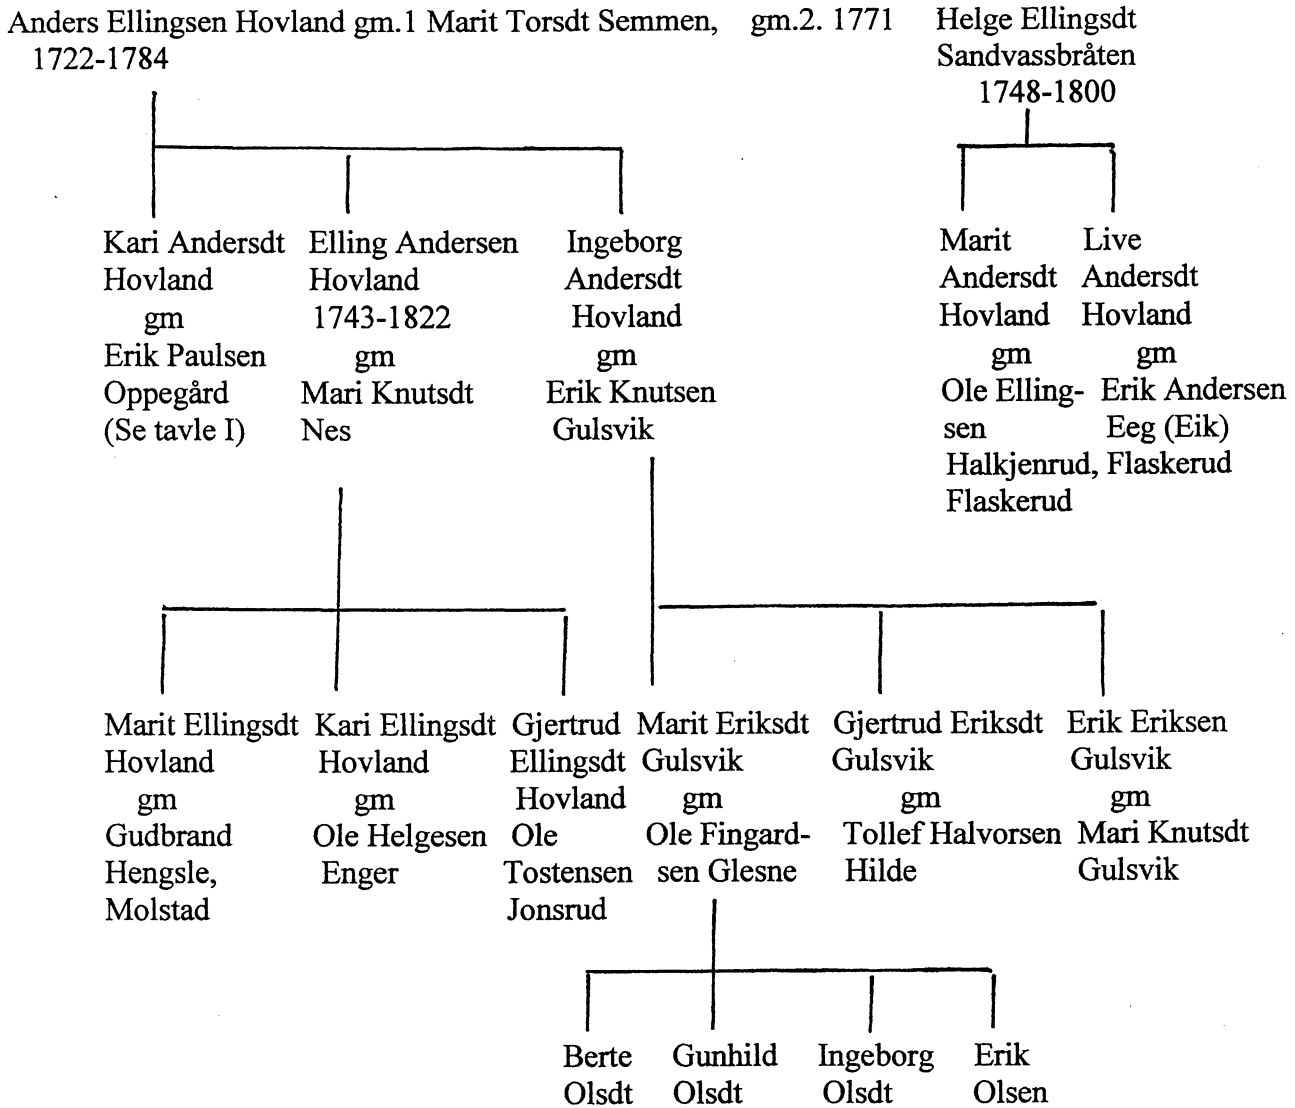 Anders Ellingsen Hovland gm.1 Marit Torsdt Semmen, gm.2. 1771 Helge Ellingsdt
1722-1784
Sandvassbråten
1748-1800
Kari Andersdt
Hovland
gm
Erik Paulsen
Oppegård
(Se tavle I)
Elling Andersen
Hovland
1743-1822
gm
Mari Knutsdt
Nes
Ingeborg
Andersdt
Hovland
gm
Erik Knutsen
Gulsvik
Marit
Andersdt
Hovland
gm
Ole Elling-
sen
Halkjenrud,
Flaskerud
Live
Andersdt
Hovland
gm
Erik Andersen
Eeg (Eik)
Flaskerud
Marit Ellingsdt
Hovland
gm
Gudbrand
Hengsle,
Molstad
Kari Ellingsdt
Hovland
gm
Ole Helgesen
Enger
Gjertrud
Ellingsdt
Hovland
Ole
Tostensen
Jonsrud
Marit Eriksdt
Gulsvik
gm
Ole Fingard-
sen Glesne
Gjertrud Eriksdt
Gulsvik
gm
Tollef Halvorsen
Hilde
Erik Eriksen
Gulsvik
gm
Mari Knutsdt
Gulsvik
Berte
Olsdt
Gunhild
Olsdt
Ingeborg
Olsdt
Erik
Olsen